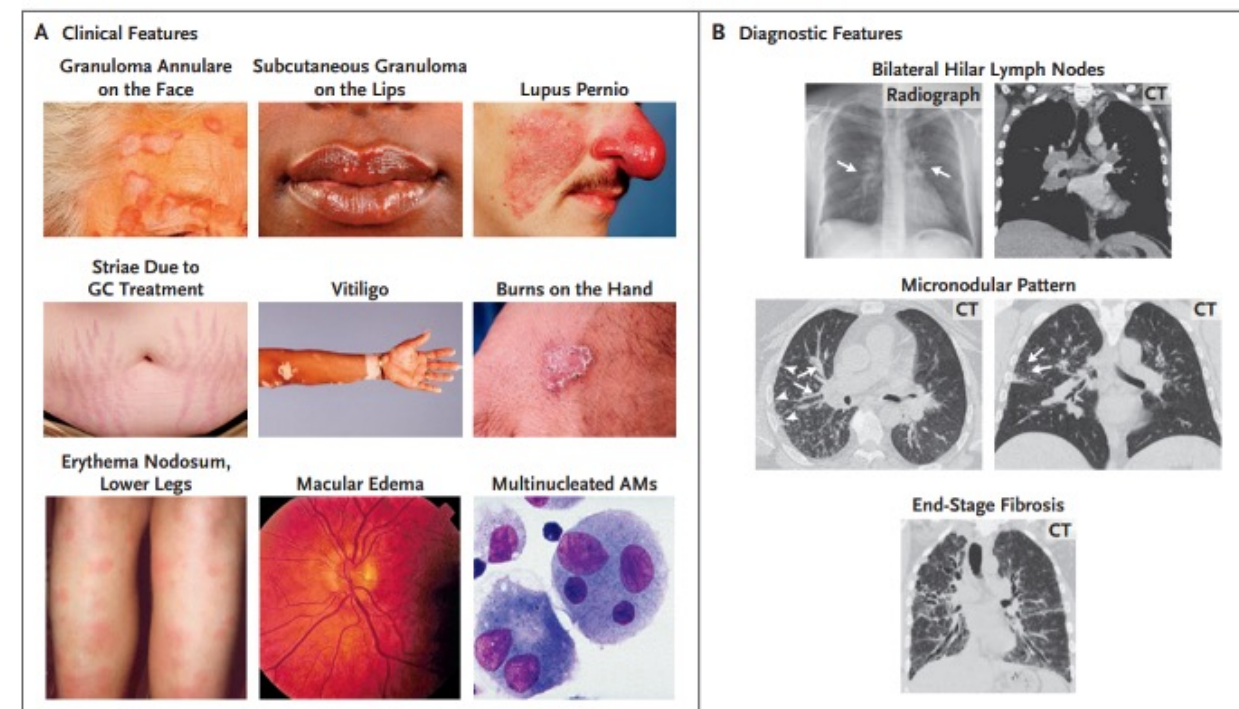 A Clinical Features
Granuloma Annulare
on the Face
Subcutaneous Granuloma
on the Lips
Lupus Pernio
Striae Due to
GC Treatment
Vitiligo
Burns on the Hand
Erythema Nodosum,
Lower Legs
Macular Edema
Multinucleated AMs
B Diagnostic Features
Bilateral Hilar Lymph Nodes
Radiograph
CT
Micronodular Pattern
CT
CT
End-Stage Fibrosis
CT